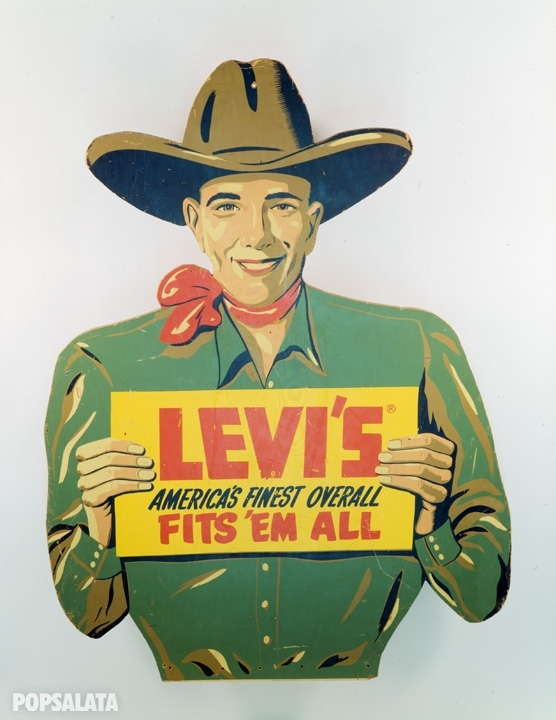 LEVI'S®
AMERICA'S FINEST OVERALL
FITS 'EM ALL
POPSALATA